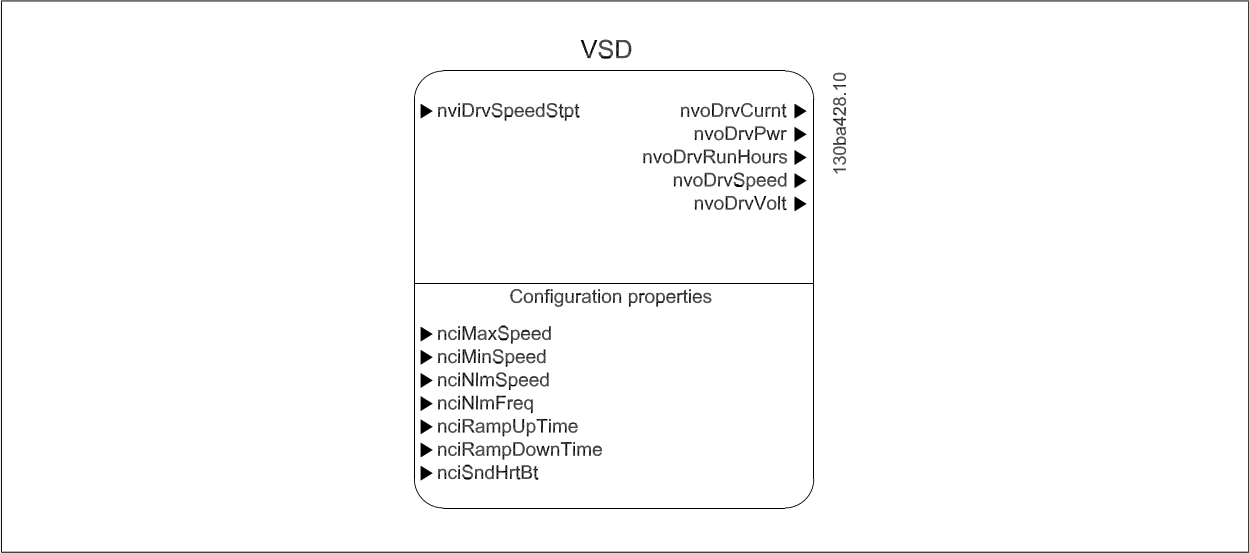 VSD
nviDrvSpeedStpt
nvoDrvCurnt
nvoDrvPwr
nvoDrvRunHours
nvoDrvSpeed
nvoDrvVolt
130ba428.10
Configuration properties
nciMaxSpeed
nciMinSpeed
nciNlmSpeed
nciNlmFreq
nciRampUpTime
nciRampDownTime
nciSndHrtBt